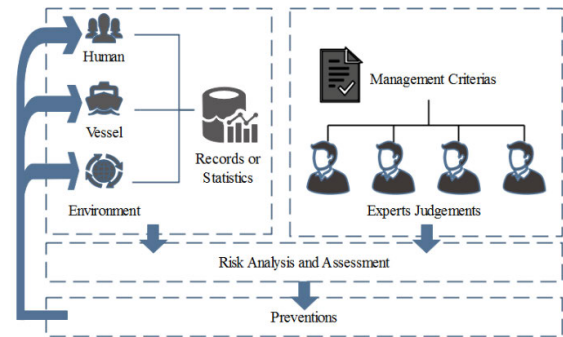 Human
Vessel
Environment
Records or
Statistics
Management Criterias
Experts Judgements
Risk Analysis and Assessment
Preventions